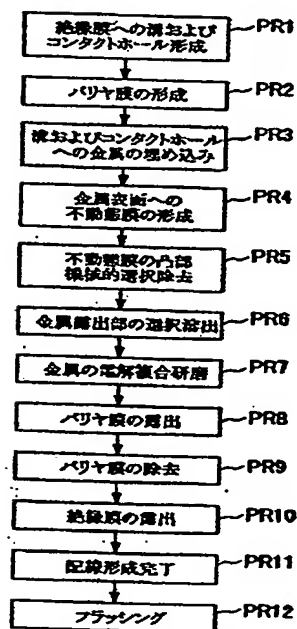 絶縁膜への溝および
コンタクトホール形成
PR1
バリヤ膜の形成
PR2
溝およびコンタクトホール
への金属の埋め込み
PR3
金属表面への
不動態膜の形成
PR4
不動態膜の凸部
機械的選択除去
PR5
金属露出部の選択溶出
PR6
金属の電解複合研磨
PR7
バリヤ膜の露出
PR8
バリヤ膜の除去
PR9
絶縁膜の露出
PR10
配線形成完了
PR11
フラッシング
PR12